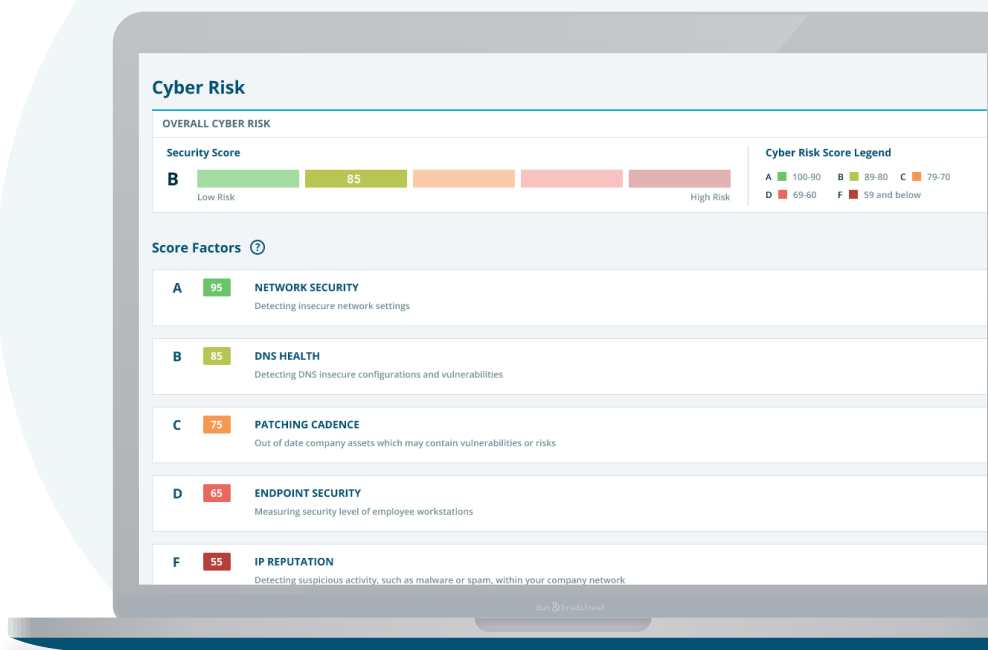 Cyber Risk
OVERALL CYBER RISK
Security Score
B 85
Low Risk High Risk
Cyber Risk Score Legend
A 100-90 B 89-80 C 79-70
D 69-60 F 59 and below
Score Factors ?
A 95 NETWORK SECURITY
Detecting insecure network settings
B 85 DNS HEALTH
Detecting DNS insecure configurations and vulnerabilities
C 75 PATCHING CADENCE
Out of date company assets which may contain vulnerabilities or risks
D 65 ENDPOINT SECURITY
Measuring security level of employee workstations
F 55 IP REPUTATION
Detecting suspicious activity, such as malware or spam, within your company network
dun&bradstreet